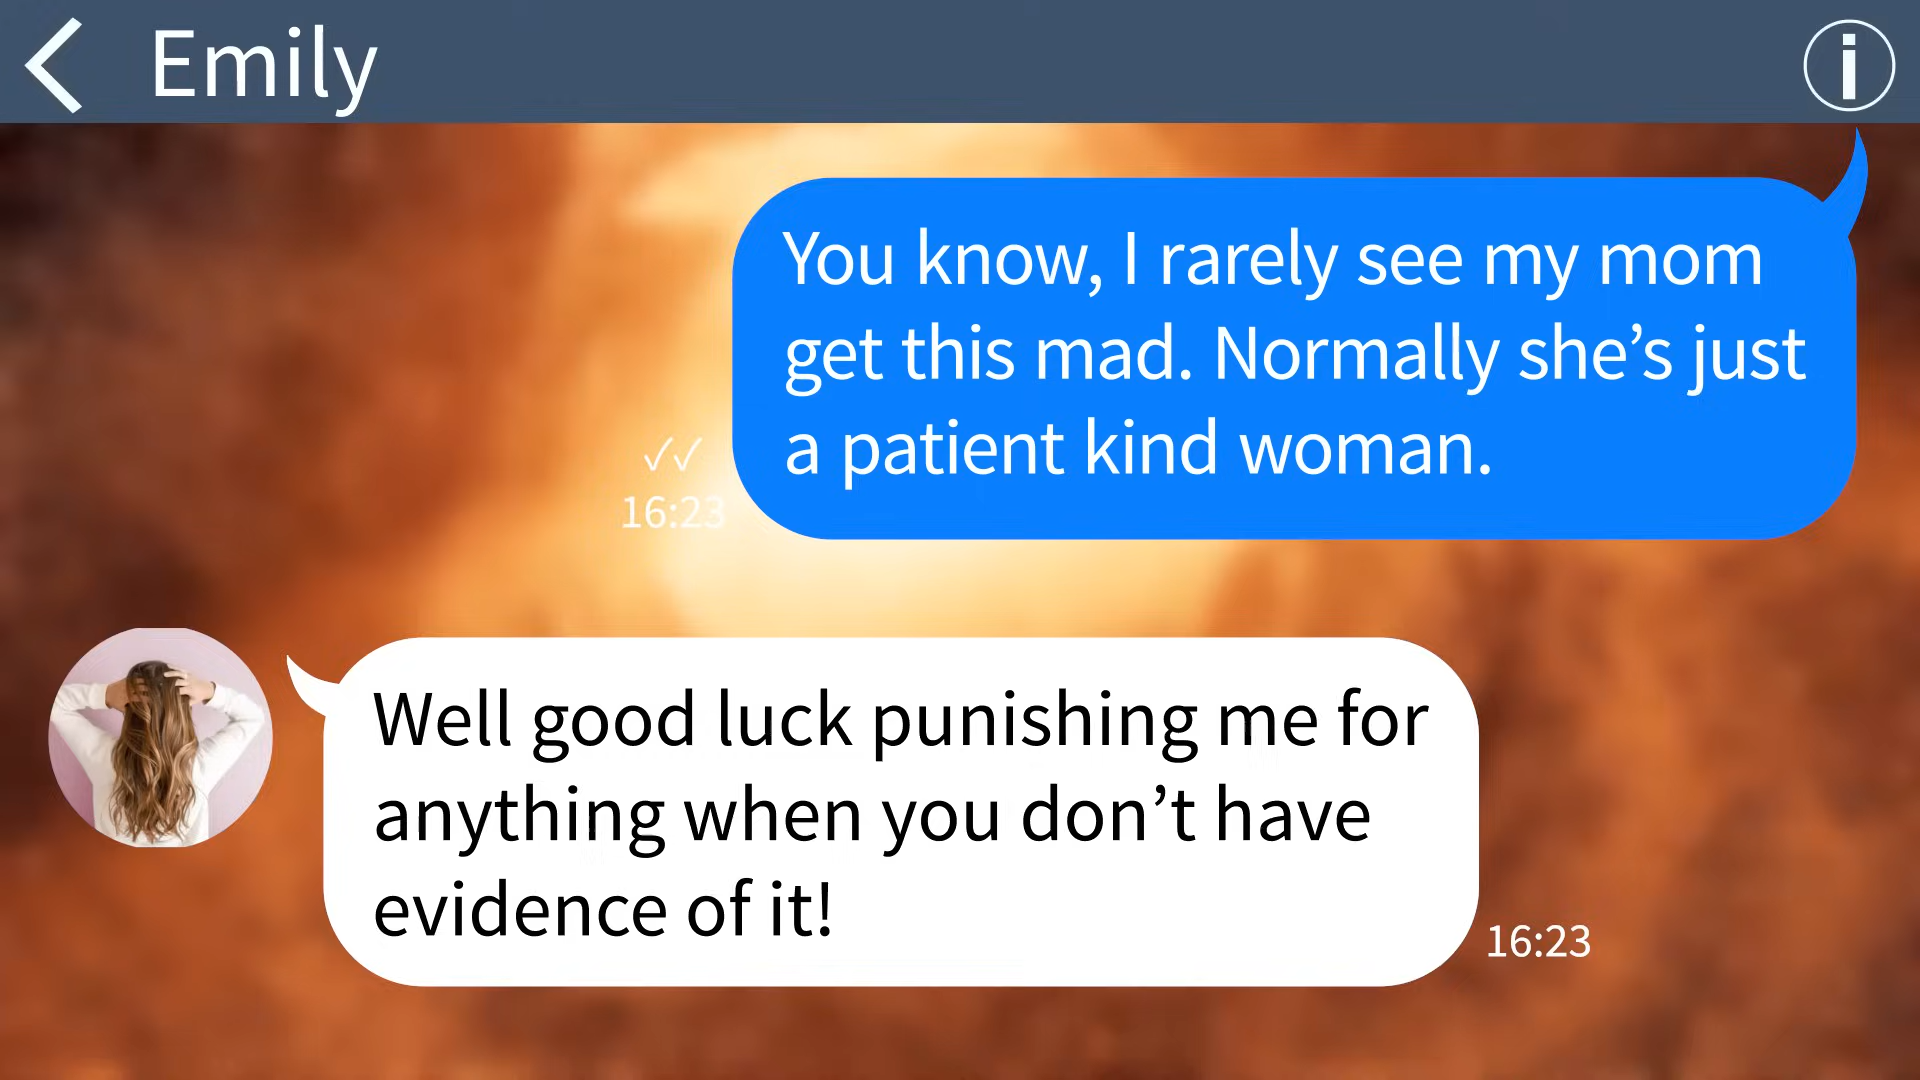 Emily
You know, I rarely see my mom
get this mad. Normally she’s just
a patient kind woman.
16:23
Well good luck punishing me for
anything when you don’t have
evidence of it!
16:23